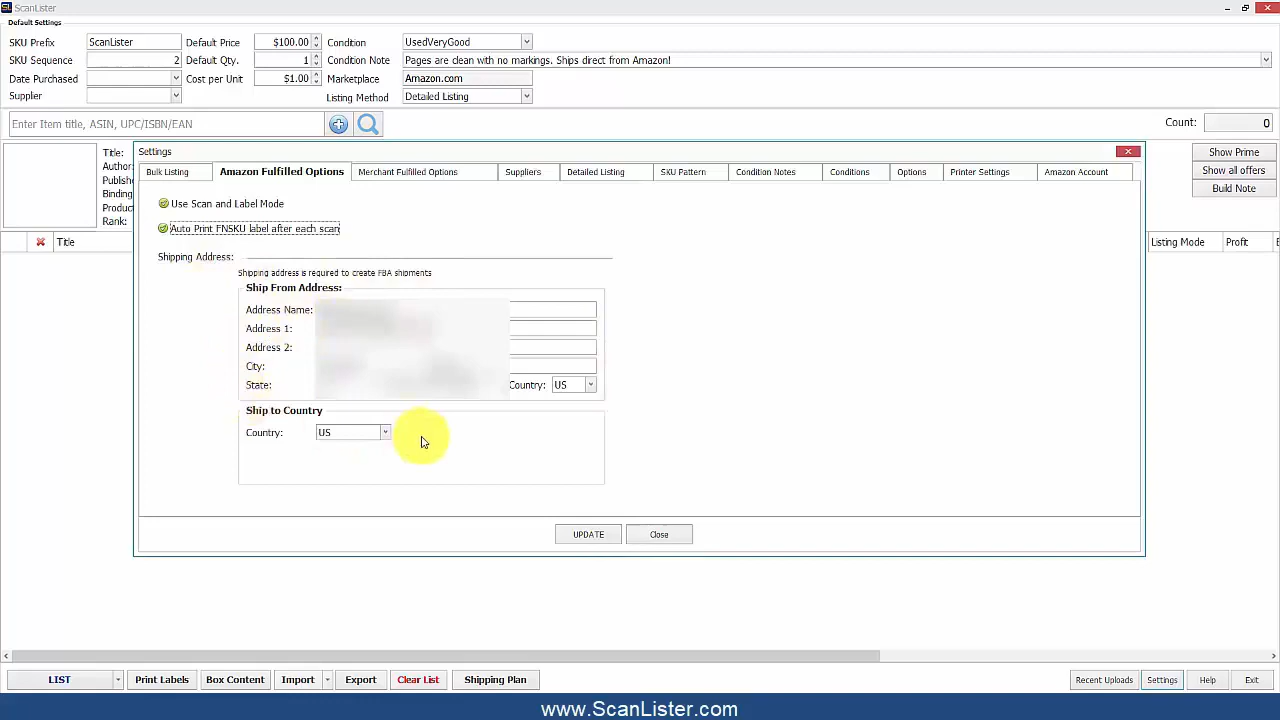 SL ScanLister
Default Settings
SKU Prefix ScanLister Default Price $100.00 Condition UsedVeryGood
SKU Sequence 2 Default Qty. 1 Condition Note Pages are clean with no markings. Ships direct from Amazon!
Date Purchased Cost per Unit $1.00 Marketplace Amazon.com
Supplier Listing Method Detailed Listing
Enter Item title, ASIN, UPC/ISBN/EAN Count: 0
Settings
Title:
Author
Publishe
Binding
Product
Rank:
Show Prime
Show all offers
Build Note
Bulk Listing Amazon Fulfilled Options Merchant Fulfilled Options Suppliers Detailed Listing SKU Pattern Condition Notes Conditions Options Printer Settings Amazon Account
Use Scan and Label Mode
Auto Print FNSKU label after each scan
Title Listing Mode Profit
Shipping Address:
Shipping address is required to create FBA shipments
Ship From Address:
Address Name:
Address 1:
Address 2:
City:
State: Country: US
Ship to Country
Country: US
UPDATE Close
LIST Print Labels Box Content Import Export Clear List Shipping Plan Recent Uploads Settings Help Exit
www.ScanLister.com